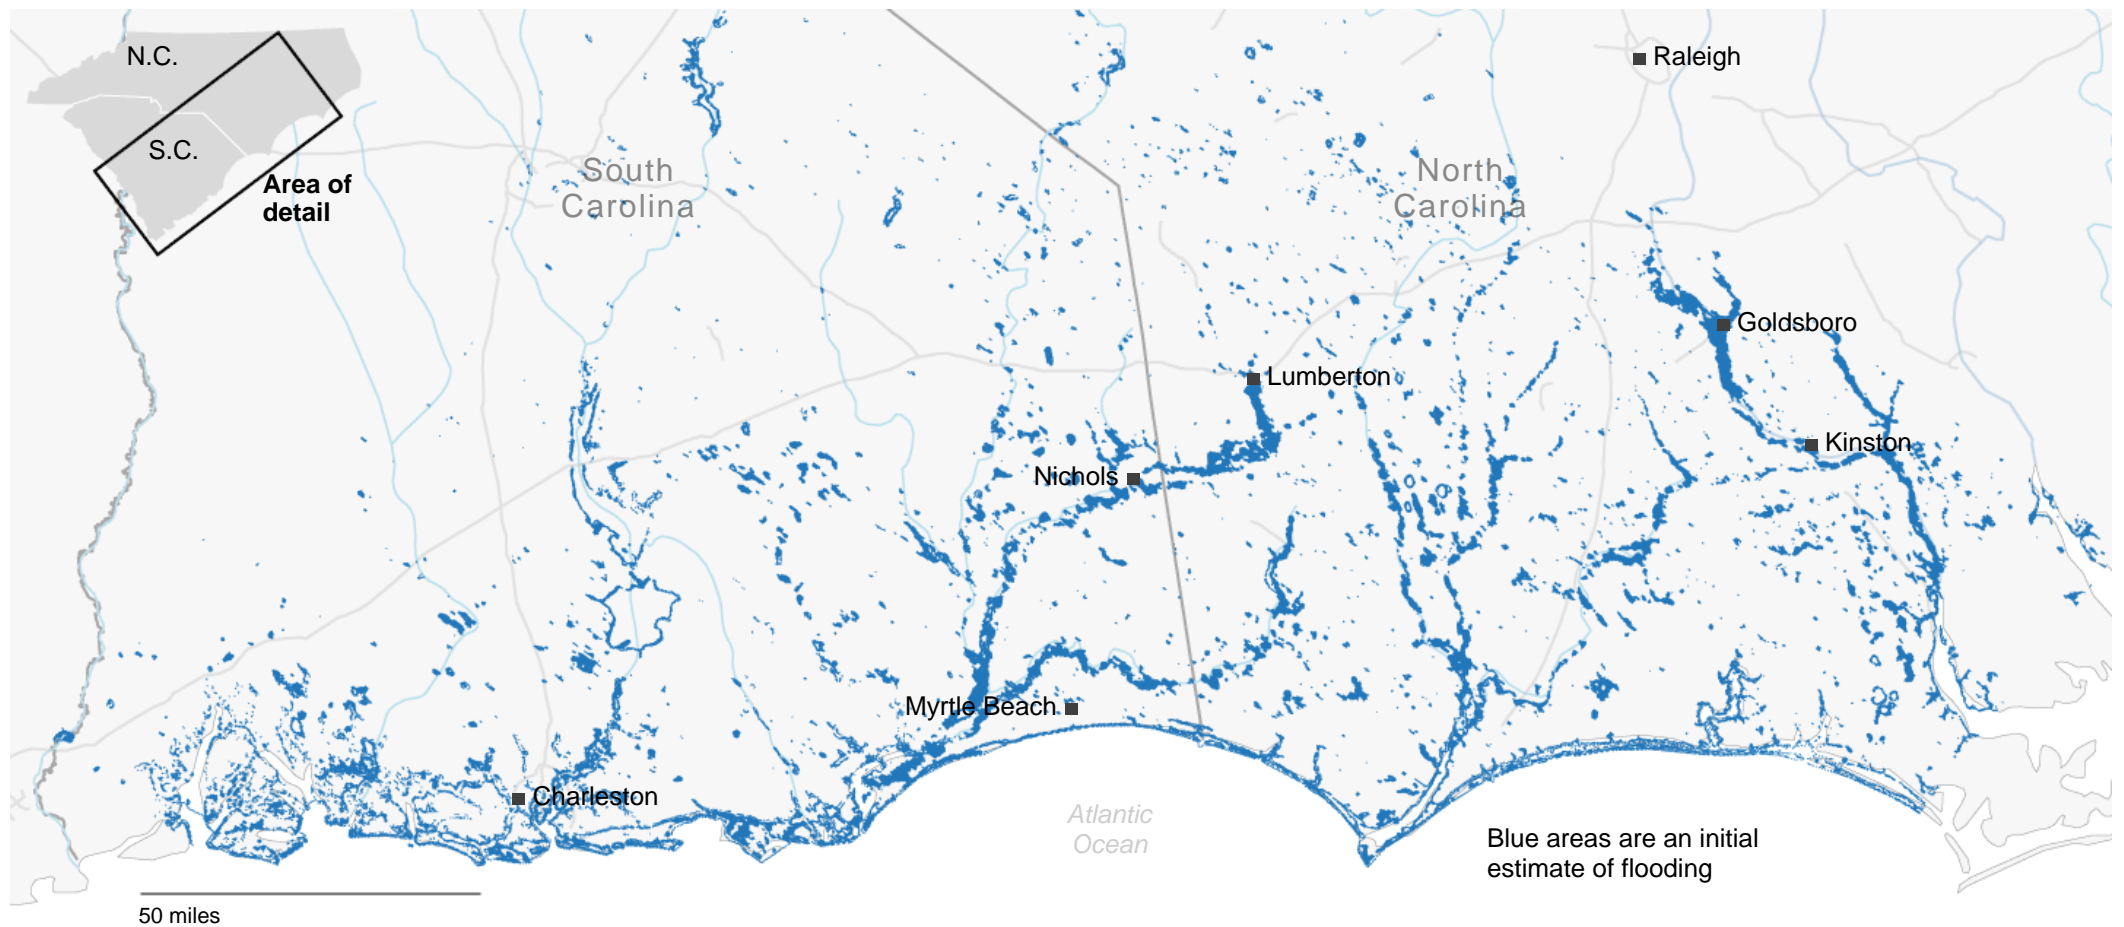 N.C.
S.C.
Area of
detail
South
Carolina
North
Carolina
Raleigh
Goldsboro
Lumberton
Kinston
Nichols
Myrtle Beach
Charleston
Atlantic
Ocean
Blue areas are an initial
estimate of flooding
50 miles